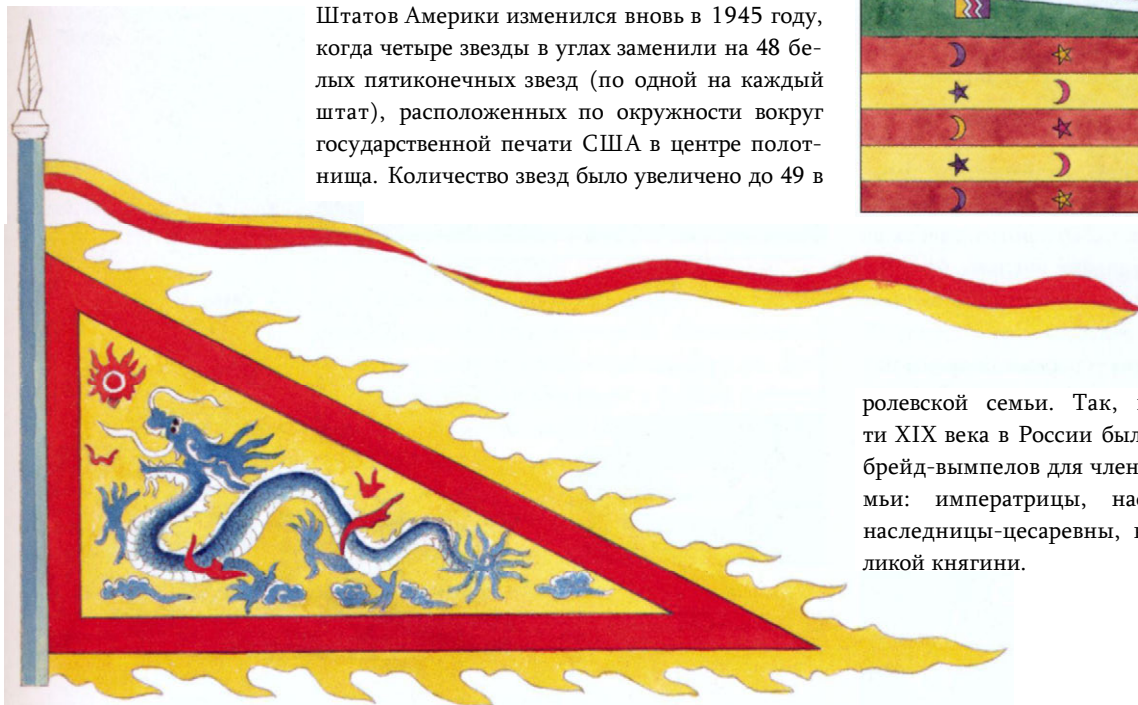 Штатов Америки изменился вновь в 1945 году,
когда четыре звезды в углах заменили на 48 бе-
лых пятиконечных звезд (по одной на каждый
штат), расположенных по окружности вокруг
государственной печати США в центре полот-
нища. Количество звезд было увеличено до 49 в
ролевской семьи. Так,
ти XIX века в России был
брейд-вымпелов для член
мьи: императрицы, нас
наследницы-цесаревны,
ликой княгини.